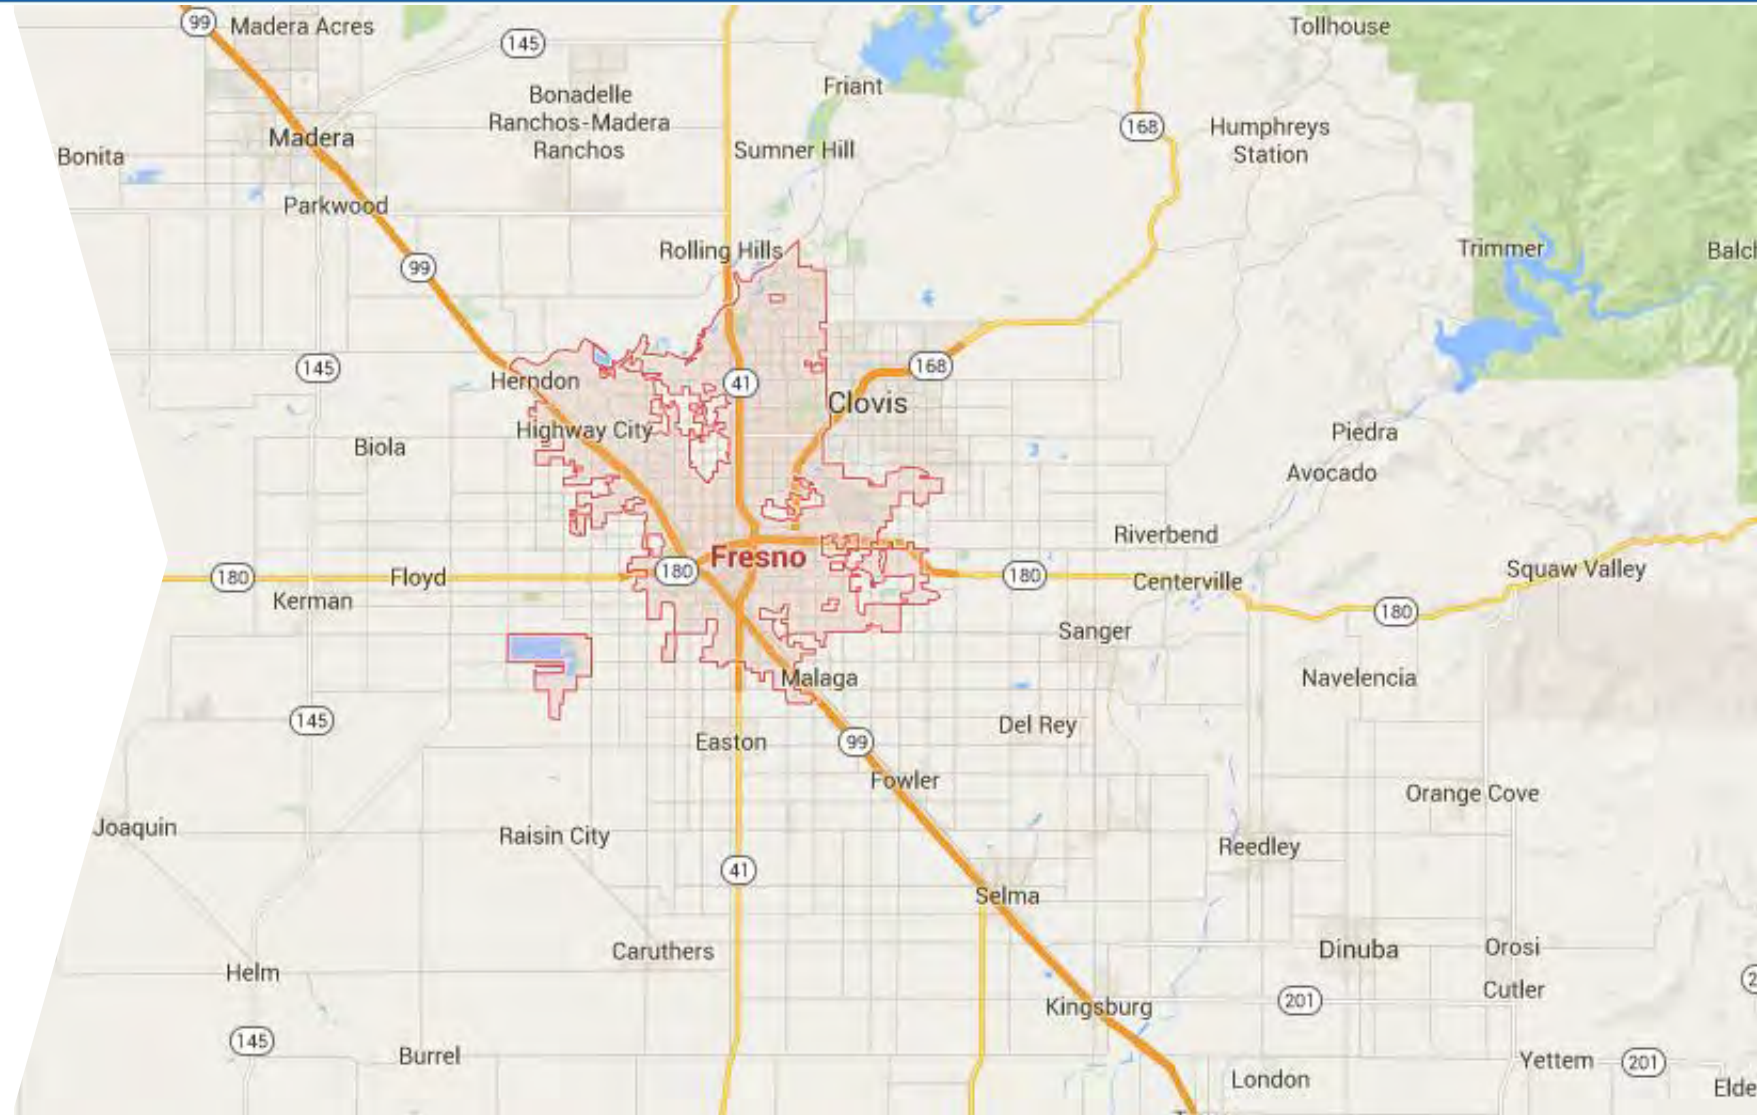 99
Madera Acres
145
Tollhouse
Friant
Bonadelle
Ranchos-Madera
Ranchos
168
Humphreys
Station
Madera
Bonita
Sumner Hill
Parkwood
Rolling Hills
Trimmer
99
145
Herndon
41
168
Clovis
Highway City
Biola
Piedra
Avocado
Riverbend
Fresno
180
Floyd
180
180
Centerville
Squaw Valley
Kerman
180
Sanger
Malaga
Navelencia
145
Del Rey
Easton
99
Fowler
Orange Cove
Joaquin
Raisin City
Reedley
41
Selma
Caruthers
Dinuba
Orosi
Helm
Cutler
Kingsburg
201
145
Burrel
Yettem
201
London